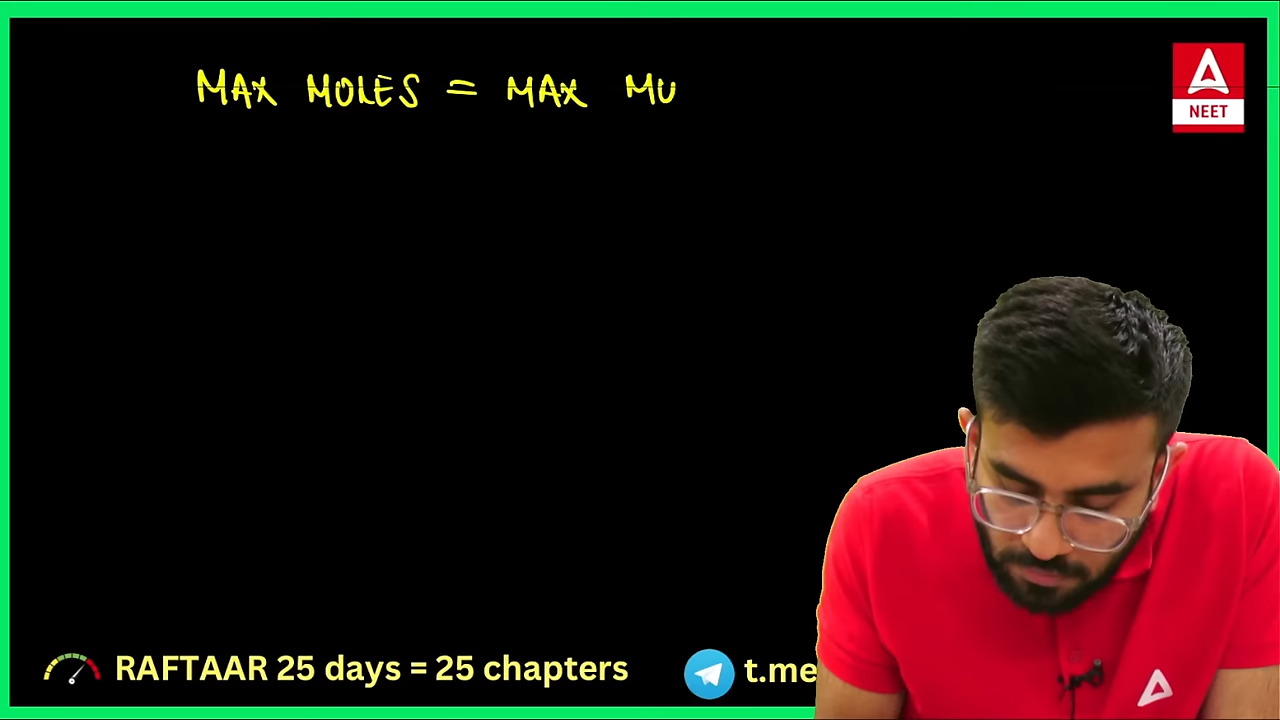 MAX MOLES = MAX MU
NEET
RAFTAAR 25 days = 25 chapters
t.me